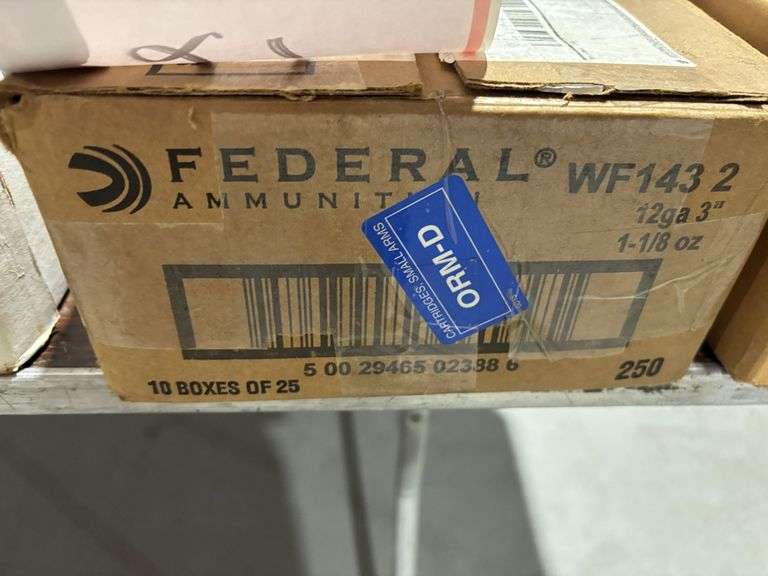 FEDERAL®
AMMUNITI
WF143 2
12ga 3"
1-1/8 oz
CARTRIDGES, SMALL ARMS
ORM-D
5 00 29465 02388 6
10 BOXES OF 25
250